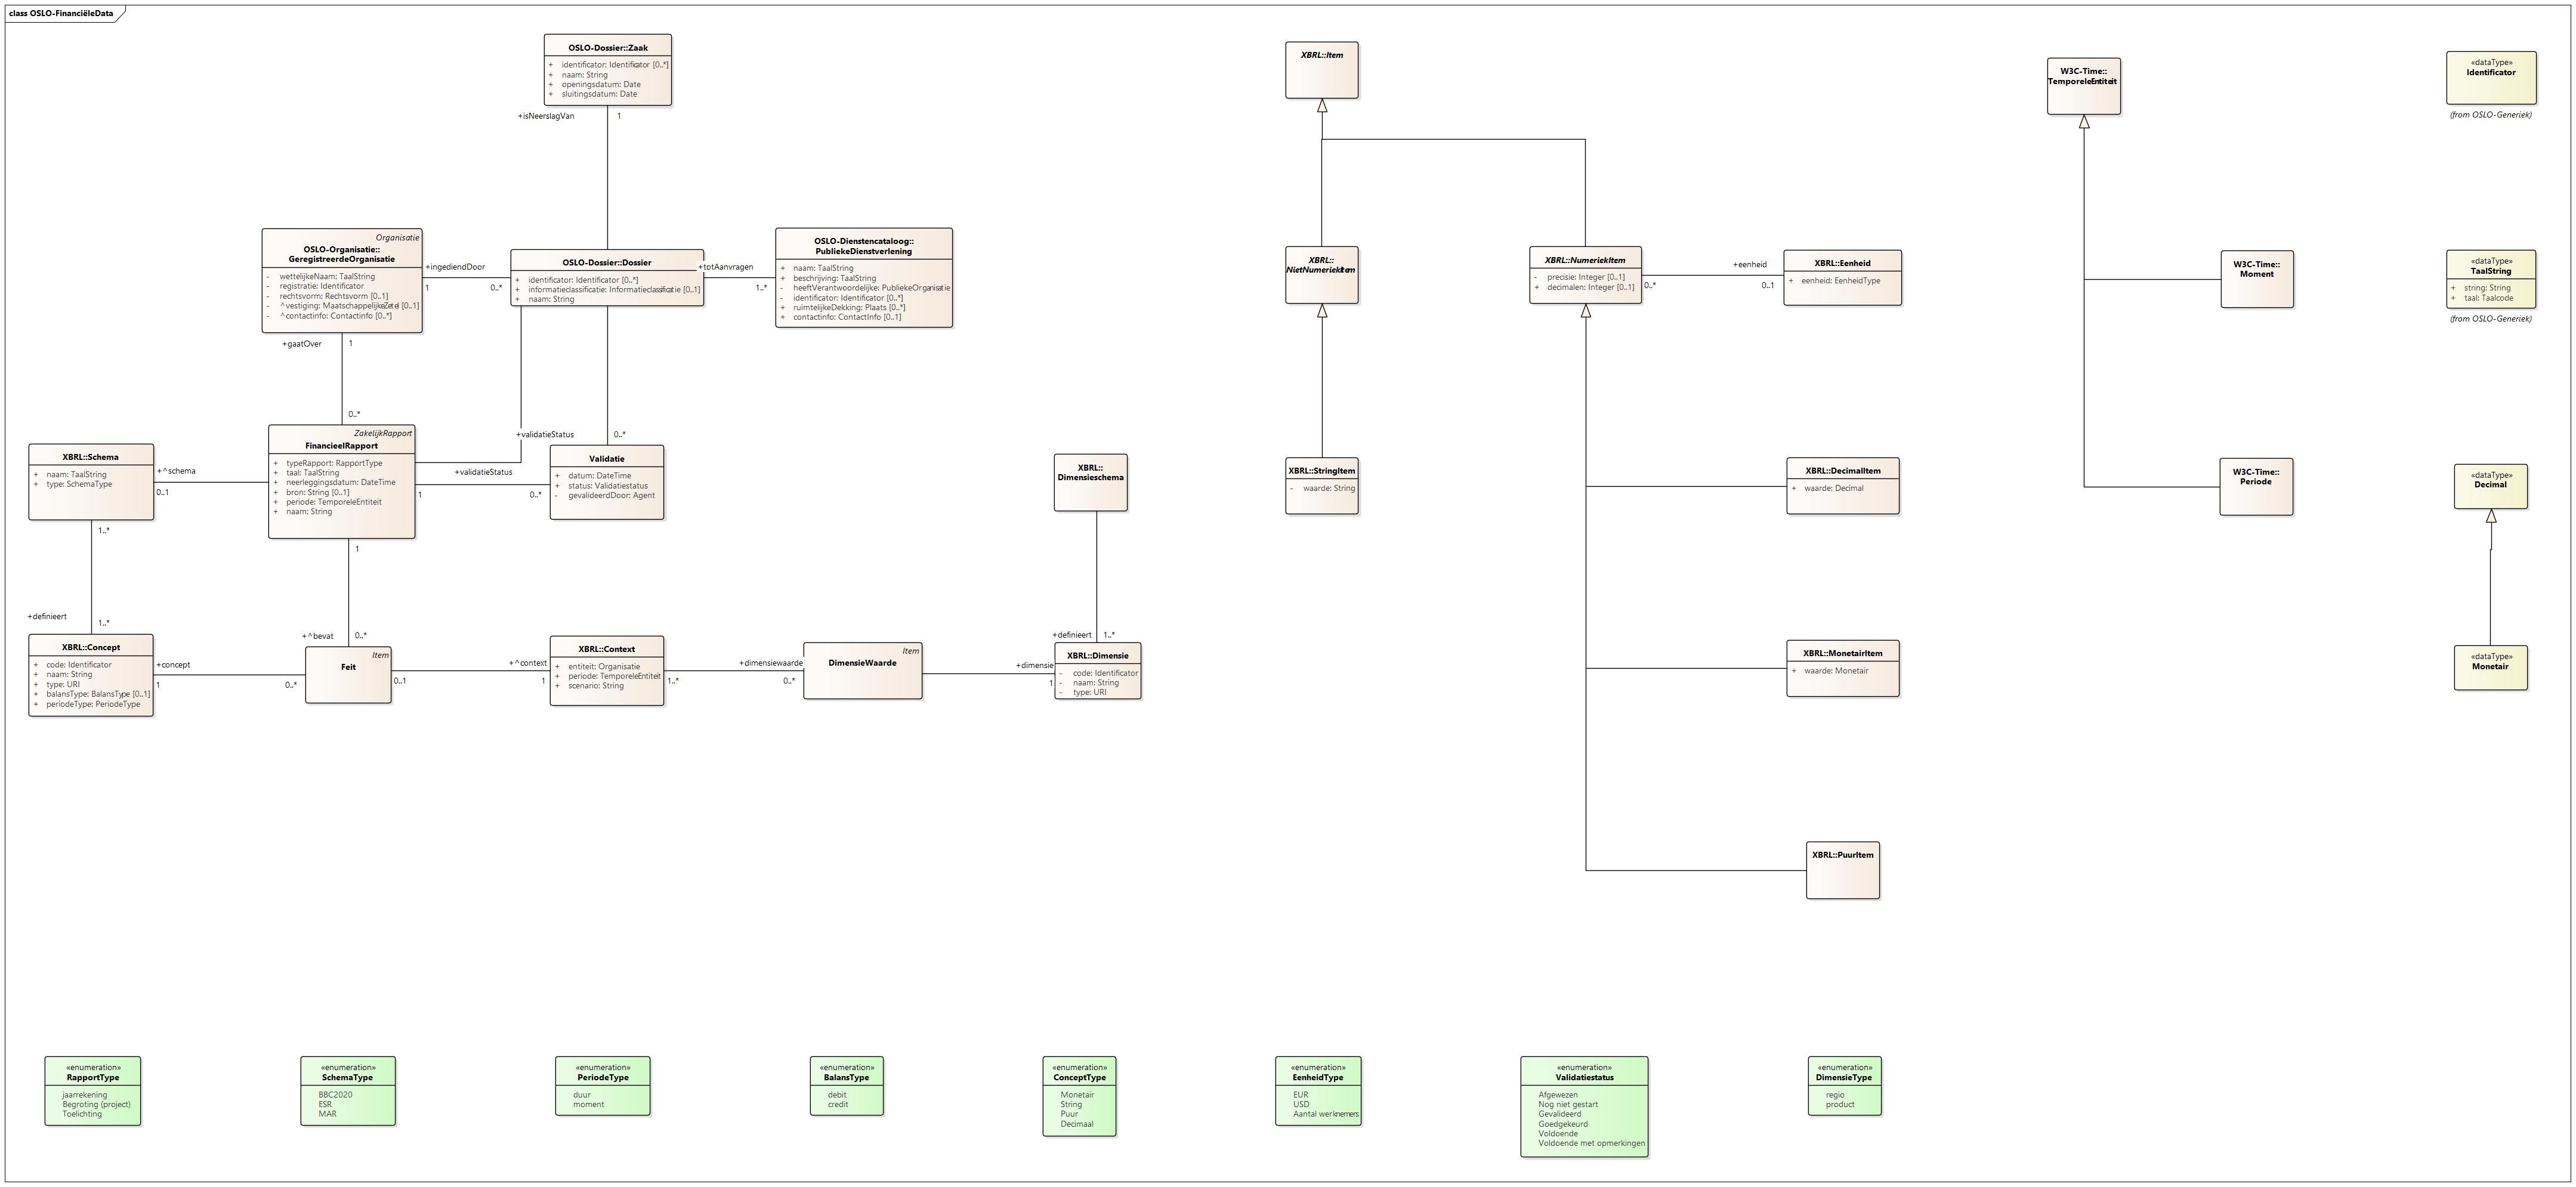 class OSLO-FinanciëleData
OSLO-Dossier::Zaak
+ identificator: Identificator [0..*]
+ naam: String
+ openingsdatum: Date
+ sluitingsdatum: Date
+isNeerslagVan
1
Organisatie
OSLO-Organisatie::
GeregistreerdeOrganisatie
- wettelijkeNaam: TaalString
- registratie: Identificator
- rechtsvorm: Rechtsvorm [0..1]
- ^vestiging: MaatschappelijkeZetel [0..1]
- ^contactinfo: Contactinfo [0..*]
+ingediendDoor
1
0..*
OSLO-Dossier::Dossier
+ identificator: Identificator [0..*]
+ informatieclassificatie: Informatieclassificatie [0..1]
+ naam: String
+totAanvragen
1..*
OSLO-Dienstencataloog::
PubliekeDienstverlening
+ naam: TaalString
+ beschrijving: TaalString
- heeftVerantwoordelijke: PubliekeOrganisatie
- identificator: Identificator [0..*]
+ ruimtelijkeDekking: Plaats [0..*]
+ contactinfo: ContactInfo [0..1]
+gaatOver
1
0..*
ZakelijkRapport
FinancieelRapport
+ typeRapport: RapportType
+ taal: TaalString
+ neerleggingsdatum: DateTime
+ bron: String [0..1]
+ periode: TemporeleEntiteit
+ naam: String
+validatieStatus
0..*
+validatieStatus
1
0..*
Validatie
+ datum: DateTime
+ status: Validatiestatus
- gevalideerdDoor: Agent
XBRL::Schema
+ naam: TaalString
+ type: SchemaType
+^schema
0..1
1..*
+definieert
1..*
XBRL::Concept
+ code: Identificator
+ naam: String
+ type: URI
+ balansType: BalansType [0..1]
+ periodeType: PeriodeType
+concept
1
0..*
1
+^bevat
0..*
Item
Feit
0..1
+^context
1
XBRL::Context
+ entiteit: Organisatie
+ periode: TemporeleEntiteit
+ scenario: String
1..*
+dimensiewaarde
0..*
Item
DimensieWaarde
+dimensie
1
XBRL::
Dimensieschema
+definieert
1..*
XBRL::Dimensie
- code: Identificator
- naam: String
- type: URI
XBRL::Item
XBRL::
NietNumeriekItem
XBRL::NumeriekItem
- precisie: Integer [0..1]
+ decimalen: Integer [0..1]
0..*
+eenheid
0..1
XBRL::Eenheid
+ eenheid: EenheidType
XBRL::StringItem
- waarde: String
XBRL::DecimalItem
+ waarde: Decimal
XBRL::MonetairItem
+ waarde: Monetair
XBRL::PuurItem
W3C-Time::
TemporeleEntiteit
W3C-Time::
Moment
W3C-Time::
Periode
«dataType»
Identificator
(from OSLO-Generiek)
«dataType»
TaalString
+ string: String
+ taal: Taalcode
(from OSLO-Generiek)
«dataType»
Decimal
«dataType»
Monetair
«enumeration»
RapportType
jaarrekening
Begroting (project)
Toelichting
«enumeration»
SchemaType
BBC2020
ESR
MAR
«enumeration»
PeriodeType
duur
moment
«enumeration»
BalansType
debit
credit
«enumeration»
ConceptType
Monetair
String
Puur
Decimaal
«enumeration»
EenheidType
EUR
USD
Aantal werknemers
«enumeration»
Validatiestatus
Afgewezen
Nog niet gestart
Gevalideerd
Goedgekeurd
Voldoende
Voldoende met opmerkingen
«enumeration»
DimensieType
regio
product